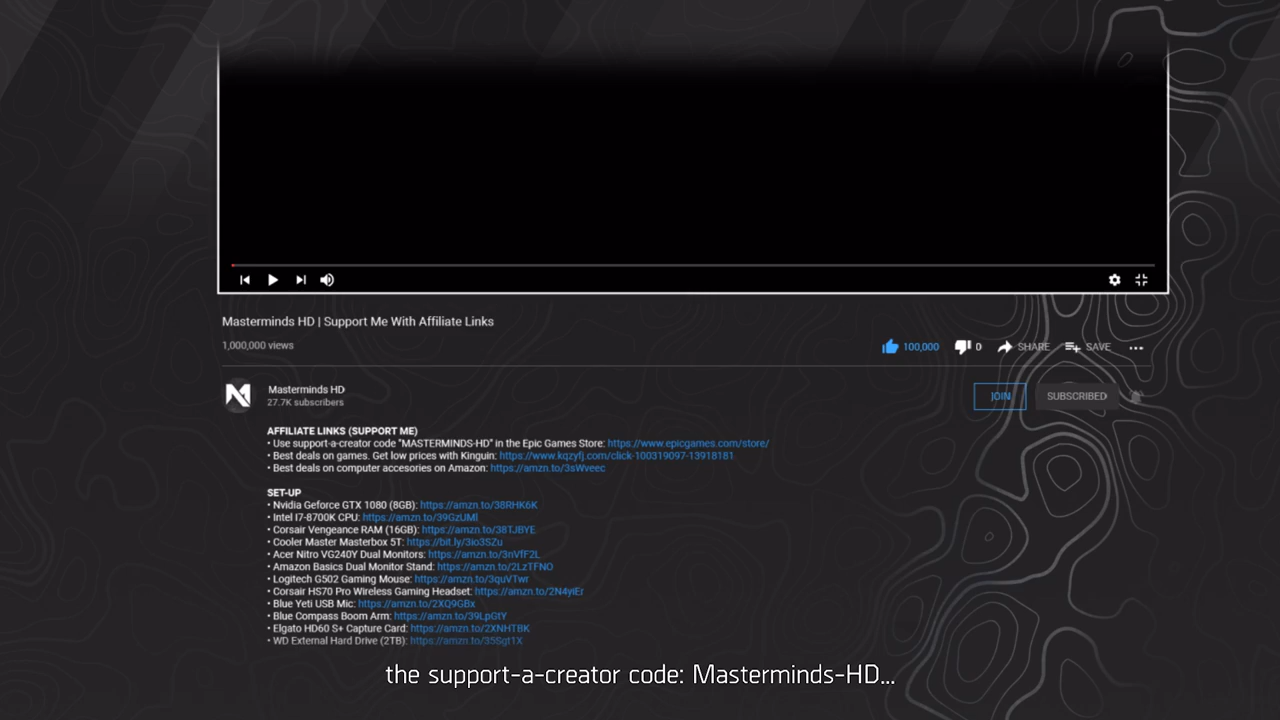 Masterminds HD | Support Me With Affiliate Links
1,000,000 views
100,000
0
SHARE
SAVE
Masterminds HD
27.7K subscribers
JOIN
SUBSCRIBED
AFFILIATE LINKS (SUPPORT ME)
• Use support-a-creator code "MASTERMINDS-HD" in the Epic Games Store: https://www.epicgames.com/store/
• Best deals on games. Get low prices with Kinguin: https://www.kqzyfj.com/click-100319097-13918181
• Best deals on computer accesories on Amazon: https://amzn.to/3sWveec
SET-UP
• Nvidia Geforce GTX 1080 (8GB): https://amzn.to/38RHK6K
• Intel I7-8700K CPU: https://amzn.to/39GzUMl
• Corsair Vengeance RAM (16GB): https://amzn.to/38TJBYE
• Cooler Master Masterbox 5T: https://bit.ly/3io3SZu
• Acer Nitro VG240Y Dual Monitors: https://amzn.to/3nVfF2L
• Amazon Basics Dual Monitor Stand: https://amzn.to/2LzTFNO
• Logitech G502 Gaming Mouse: https://amzn.to/3quVTwr
• Corsair HS70 Pro Wireless Gaming Headset: https://amzn.to/2N4yiEr
• Blue Yeti USB Mic: https://amzn.to/2XQ9GBx
• Blue Compass Boom Arm: https://amzn.to/39LpGtY
• Elgato HD60 S+ Capture Card: https://amzn.to/2XNHTBK
• WD External Hard Drive (2TB): https://amzn.to/35Sgt1X
the support-a-creator code: Masterminds-HD...